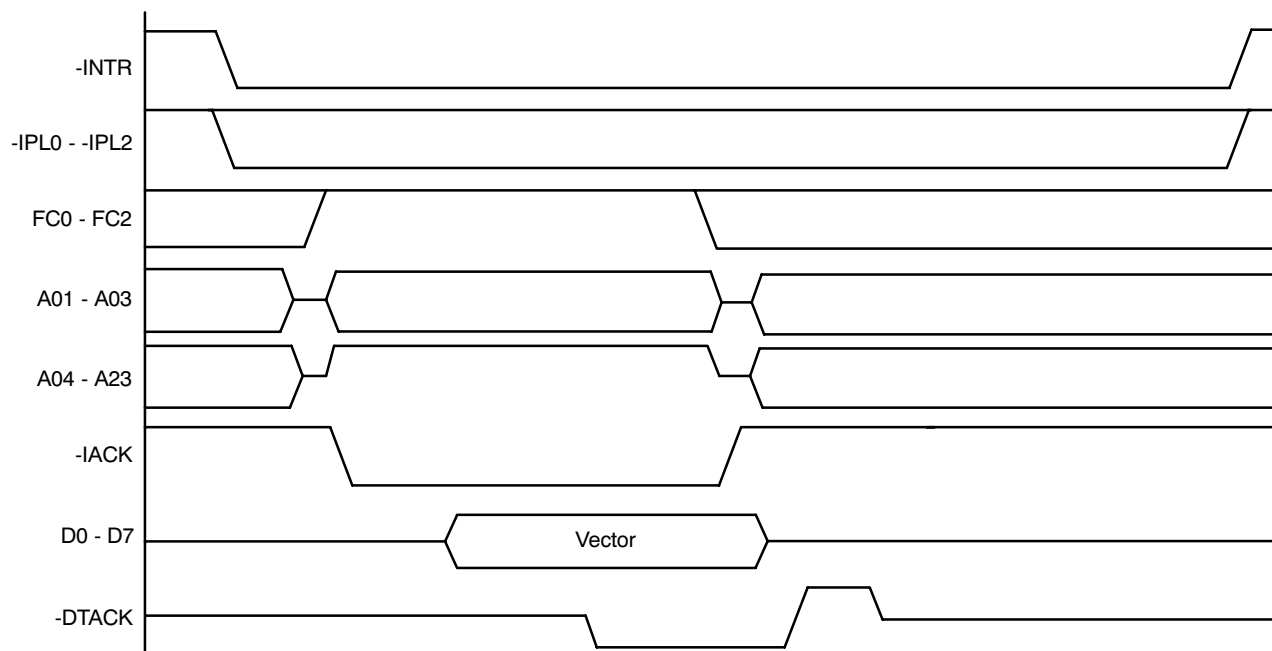 -INTR
-IPL0 - -IPL2
FC0 - FC2
A01 - A03
A04 - A23
-IACK
D0 - D7
Vector
-DTACK